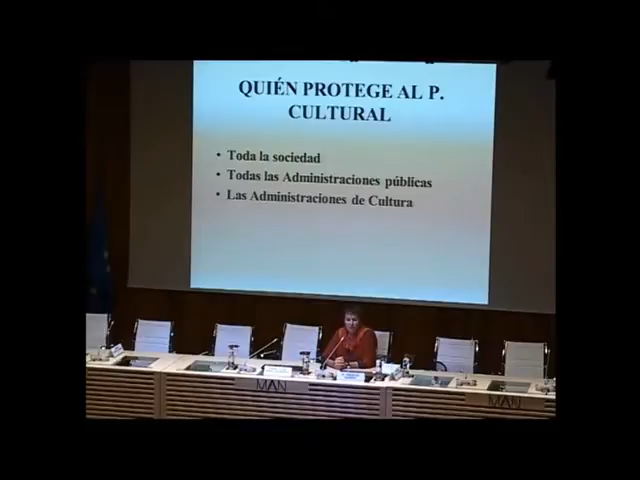 QUIÉN PROTEGE AL P.
CULTURAL
• Toda la sociedad
• Todas las Administraciones públicas
• Las Administraciones de Cultura
MAN
MAN